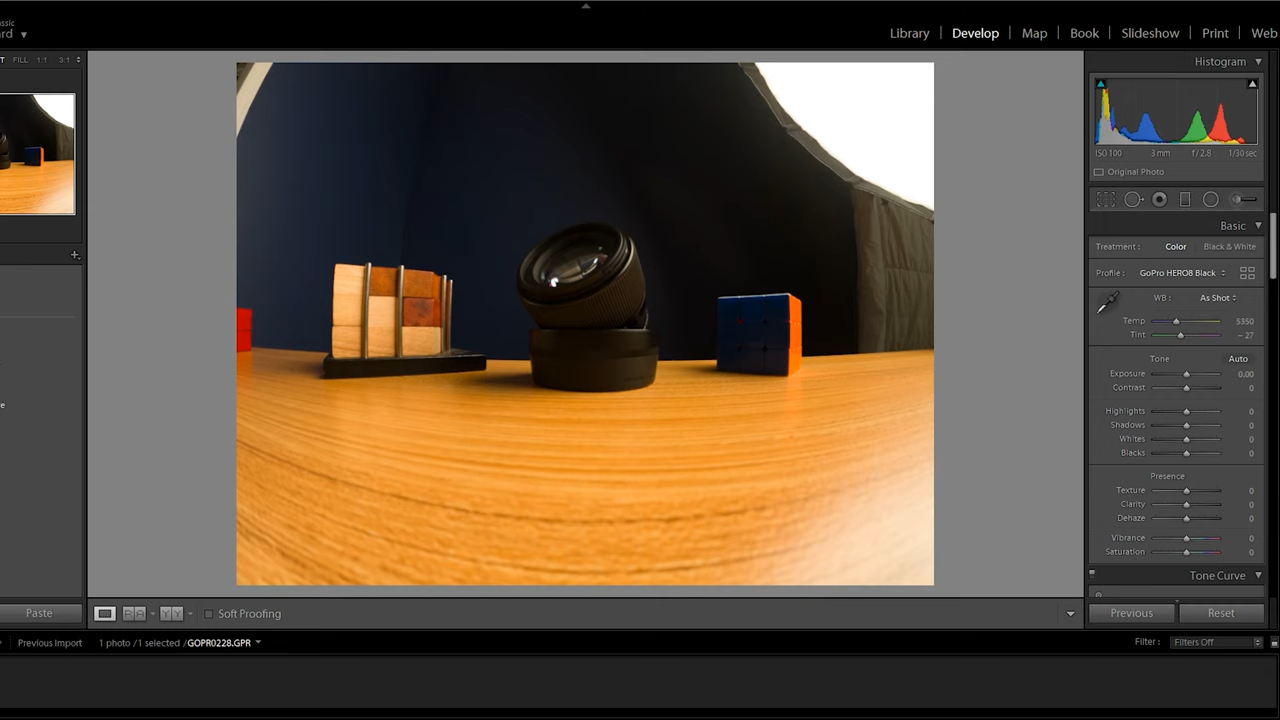 assic
rd
Library | Develop | Map | Book | Slideshow | Print | Web
T FILL 1:1 3:1
Histogram
ISO 100 3 mm f / 2.8 1/30 sec
Original Photo
Basic
Treatment : Color Black & White
Profile : GoPro HERO8 Black
WB : As Shot
Temp 5350
Tint – 27
Tone Auto
Exposure 0.00
Contrast 0
Highlights 0
Shadows 0
Whites 0
Blacks 0
Presence
Texture 0
Clarity 0
Dehaze 0
Vibrance 0
Saturation 0
Tone Curve
re
Paste
R A Y Y
Soft Proofing
Previous Reset
Previous Import 1 photo / 1 selected / GOPR0228.GPR
Filter : Filters Off